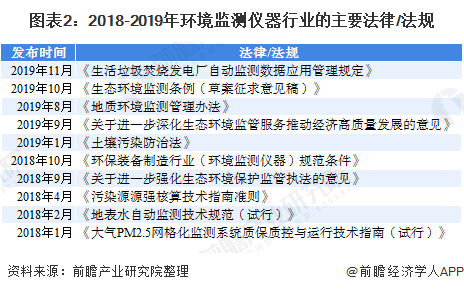 图表2：2018-2019年环境监测仪器行业的主要法律/法规
发布时间 法律/法规
2019年11月 《生活垃圾焚烧发电厂自动监测数据应用管理规定》
2019年10月 《生态环境监测条例（草案征求意见稿）》
2019年8月 《地质环境监测管理办法》
2019年9月 《关于进一步深化生态环境监管服务推动经济高质量发展的意见》
2019年1月 《土壤污染防治法》
2018年10月 《环保装备制造行业（环境监测仪器）规范条件》
2018年9月 《关于进一步强化生态环境保护监管执法的意见》
2018年4月 《污染源源强核算技术指南准则》
2018年2月 《地表水自动监测技术规范（试行）》
2018年1月 《大气PM2.5网格化监测系统质保质控与运行技术指南（试行）》
资料来源：前瞻产业研究院整理 @前瞻经济学人APP